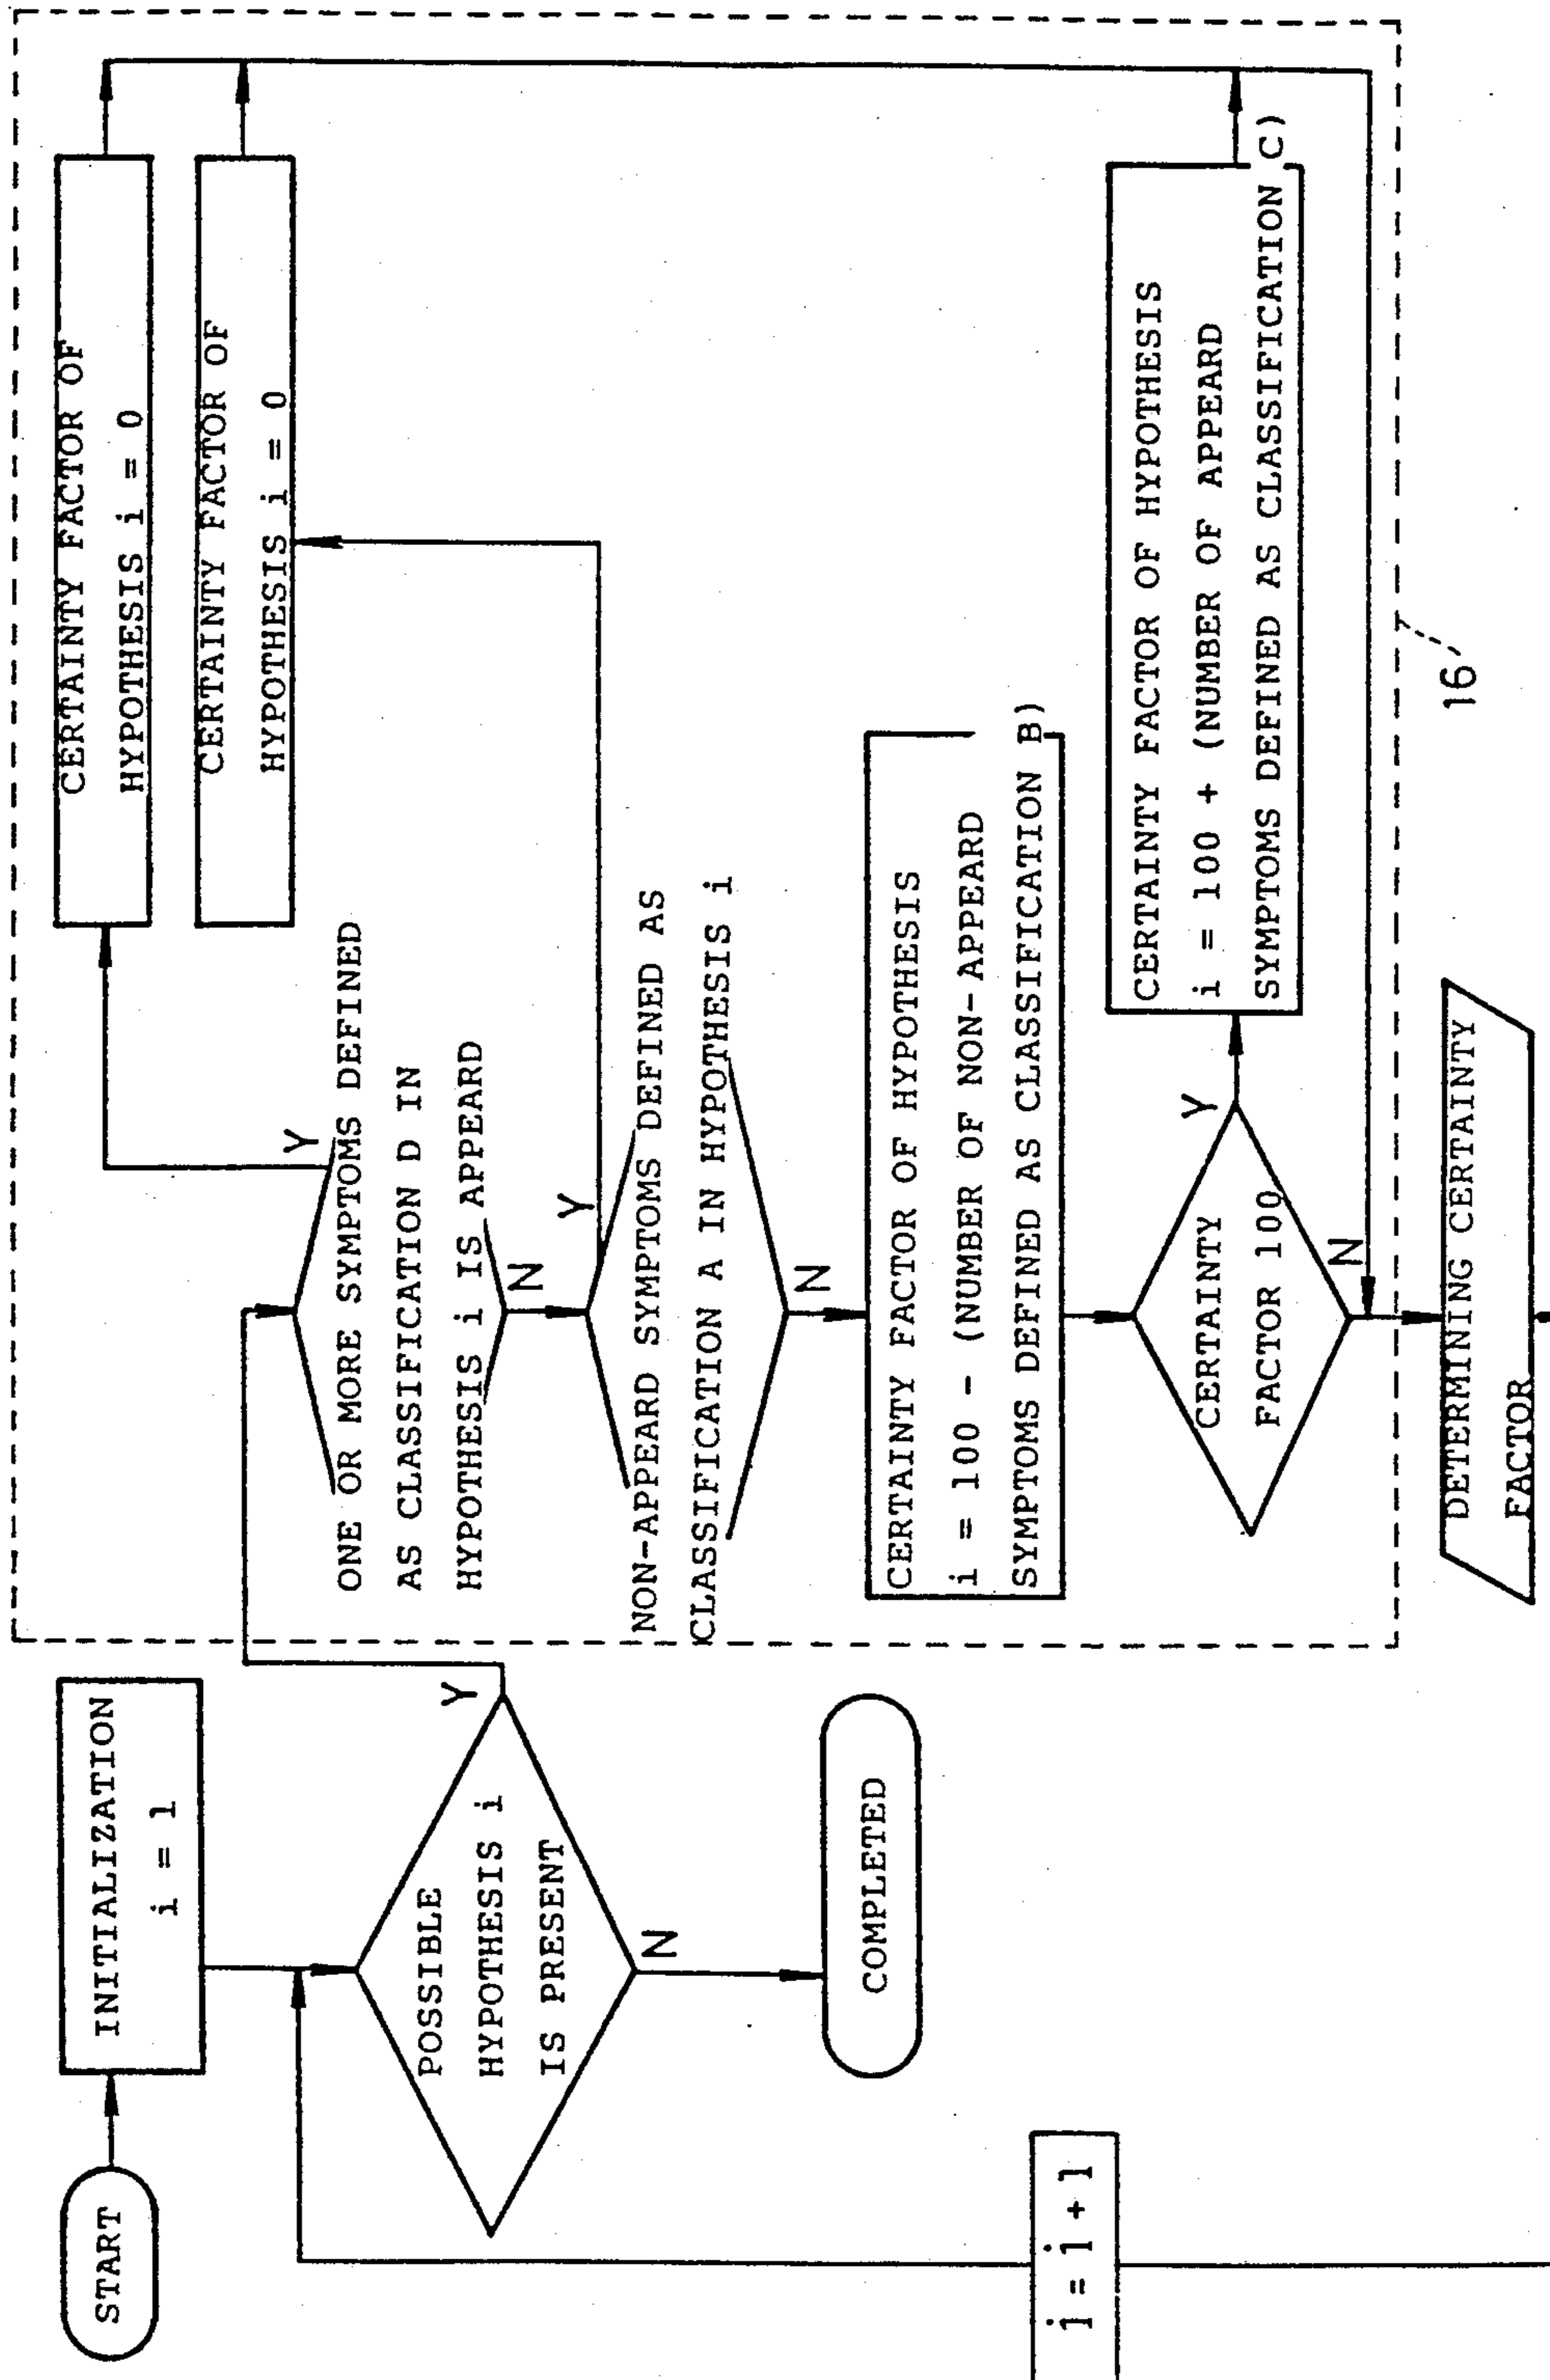 START
INITIALIZATION
i = 1
POSSIBLE
HYPOTHESIS i
IS PRESENT
Y
N
COMPLETED
i = i + 1
ONE OR MORE SYMPTOMS DEFINED
AS CLASSIFICATION D IN
HYPOTHESIS i IS APPEARD
Y
N
CERTAINTY FACTOR OF
HYPOTHESIS i = 0
CERTAINTY FACTOR OF
HYPOTHESIS i = 0
NON-APPEARD SYMPTOMS DEFINED AS
CLASSIFICATION A IN HYPOTHESIS i
Y
N
CERTAINTY FACTOR OF HYPOTHESIS
i = 100 - (NUMBER OF NON-APPEARD
SYMPTOMS DEFINED AS CLASSIFICATION B)
CERTAINTY
FACTOR 100
Y
N
CERTAINTY FACTOR OF HYPOTHESIS
i = 100 + (NUMBER OF APPEARD
SYMPTOMS DEFINED AS CLASSIFICATION C)
16
DETERMINING CERTAINTY
FACTOR